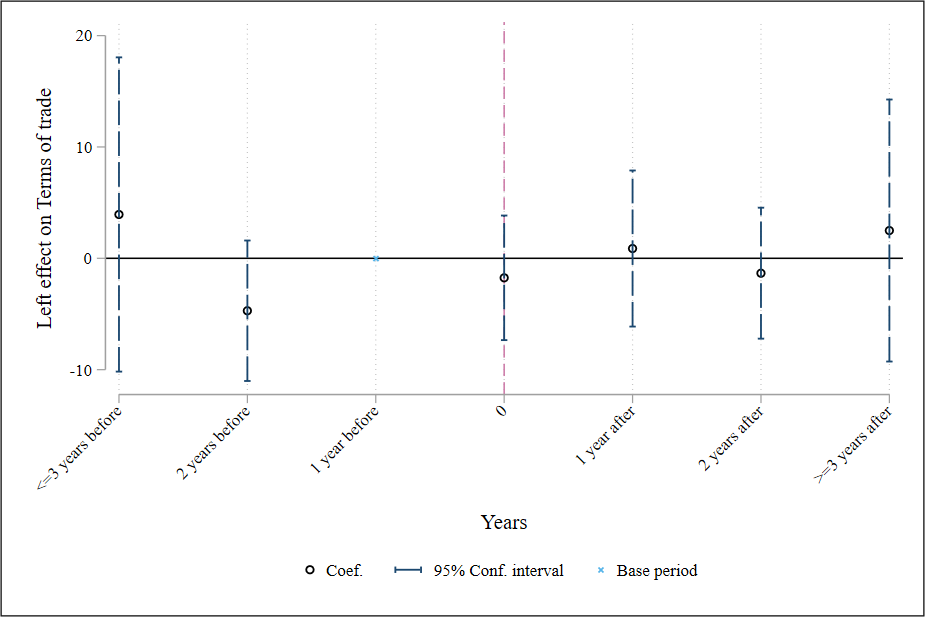 Left effect on Terms of trade
20
10
0
-10
<=3 years before
2 years before
1 year before
0
1 year after
2 years after
>=3 years after
Years
Coef.
95% Conf. interval
Base period